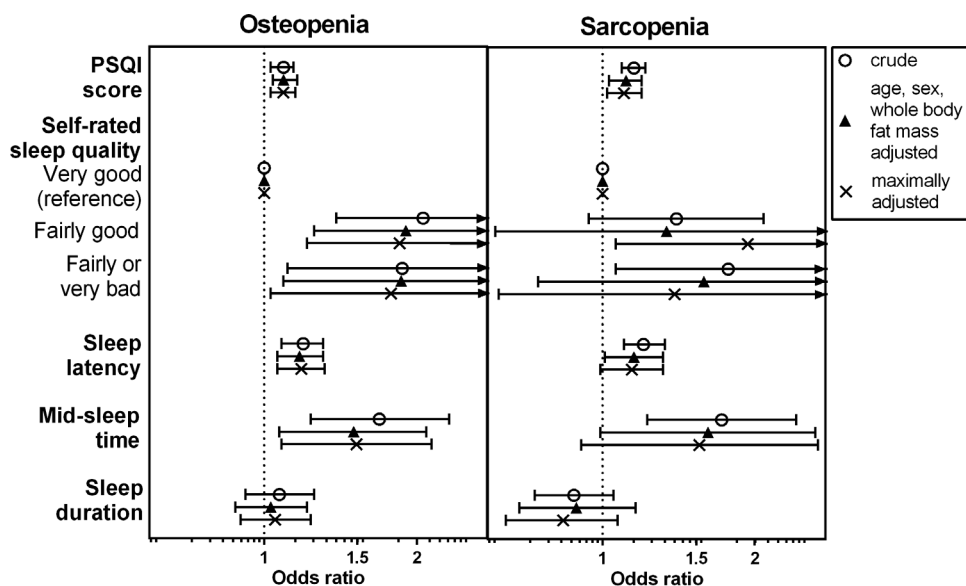 Osteopenia
Sarcopenia
PSQI
score
Self-rated
sleep quality
Very good
(reference)
Fairly good
Fairly or
very bad
Sleep
latency
Mid-sleep
time
Sleep
duration
1 1.5 2
Odds ratio
1 1.5 2
Odds ratio
crude
age, sex,
whole body
fat mass
adjusted
maximally
adjusted